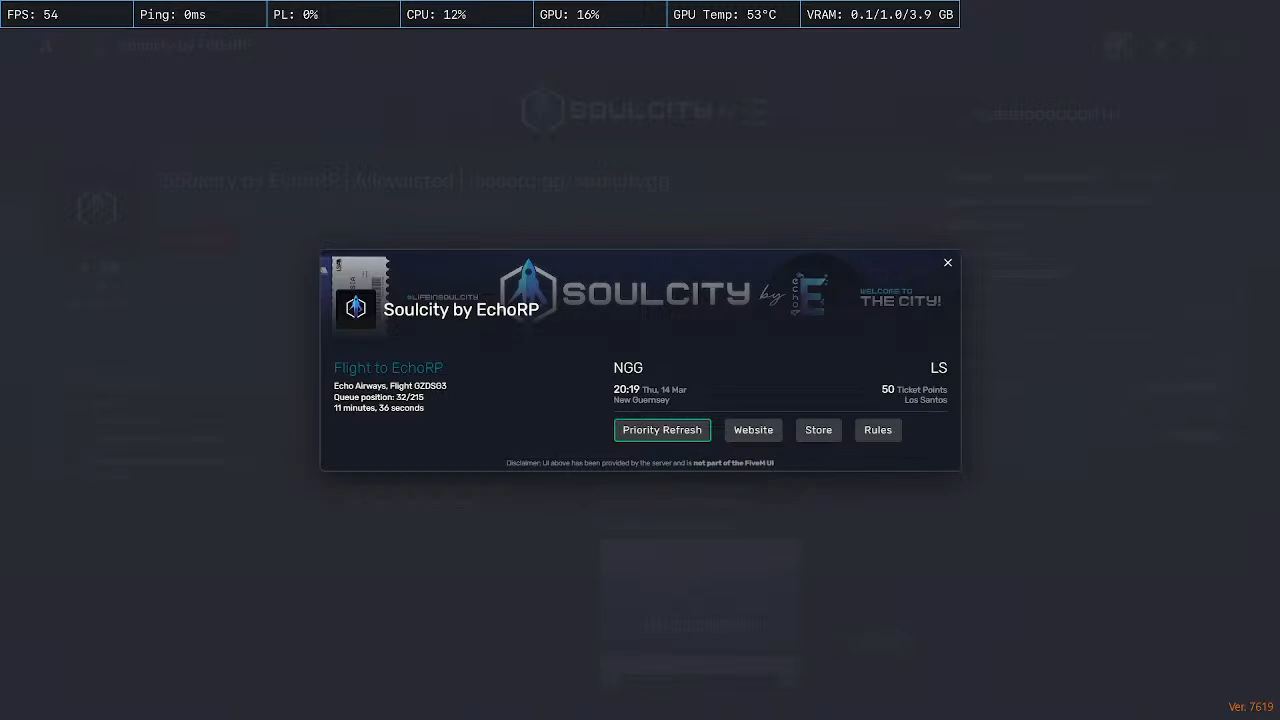 FPS: 54
Ping: 0ms
PL: 0%
CPU: 12%
GPU: 16%
GPU Temp: 53°C
VRAM: 0.1/1.0/3.9 GB
SOULCITY
#LIFEINSOULCITY
SOULCITY by ECHO E
WELCOME TO
THE CITY!
Soulcity by EchoRP
Flight to EchoRP
Echo Airways, Flight GZDSG3
Queue position: 32/215
11 minutes, 36 seconds
NGG
LS
20:19 Thu, 14 Mar
50 Ticket Points
New Guernsey
Los Santos
Priority Refresh
Website
Store
Rules
Disclaimer: UI above has been provided by the server and is not part of the FiveM UI
Ver. 7619